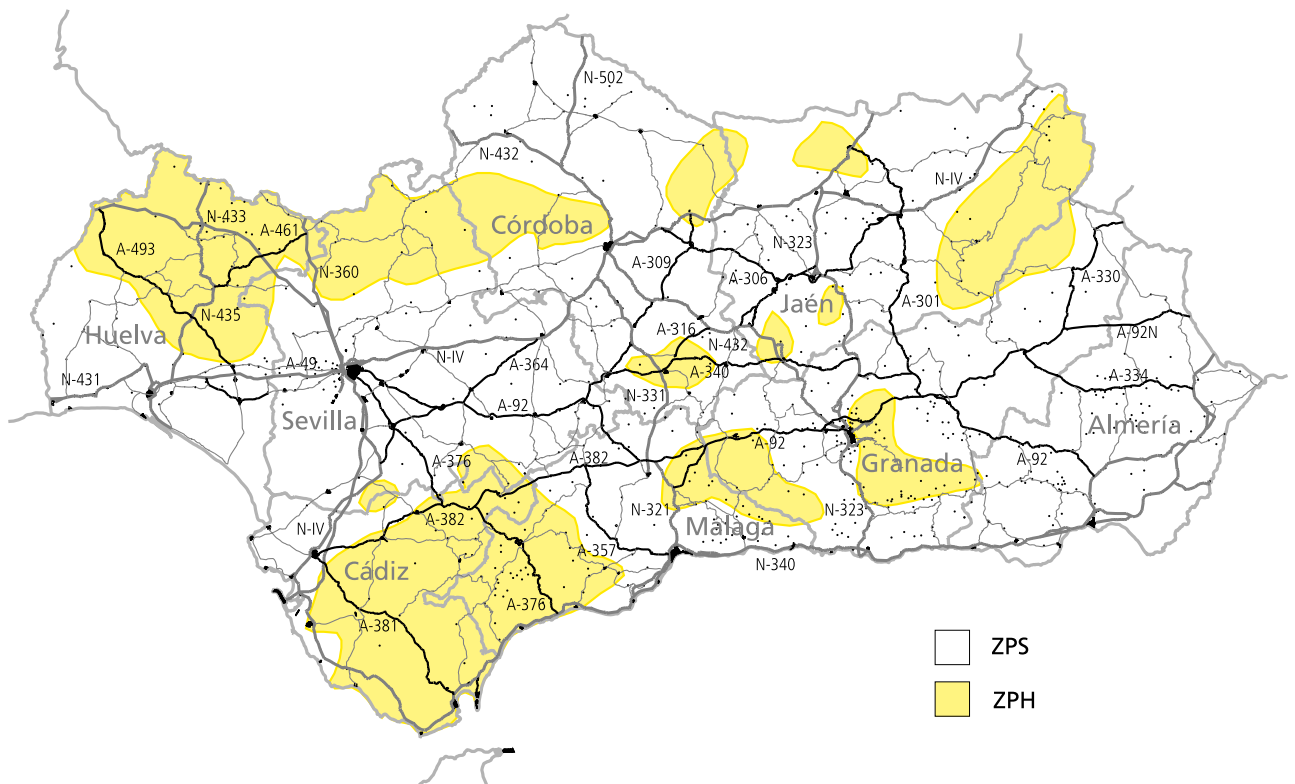 N-502
N-432
N-IV
N-433
A-461
Córdoba
A-493
N-323
N-360
A-309
A-306
A-330
Jaén
A-301
N-435
Huelva
A-316
A-92N
N-432
N-IV
A-49
A-364
A-340
A-334
N-431
N-331
A-92
Sevilla
Almería
A-92
A-376
A-382
Granada
A-92
N-321
N-323
A-382
N-IV
Málaga
A-357
N-340
Cádiz
A-376
A-381
ZPS
ZPH